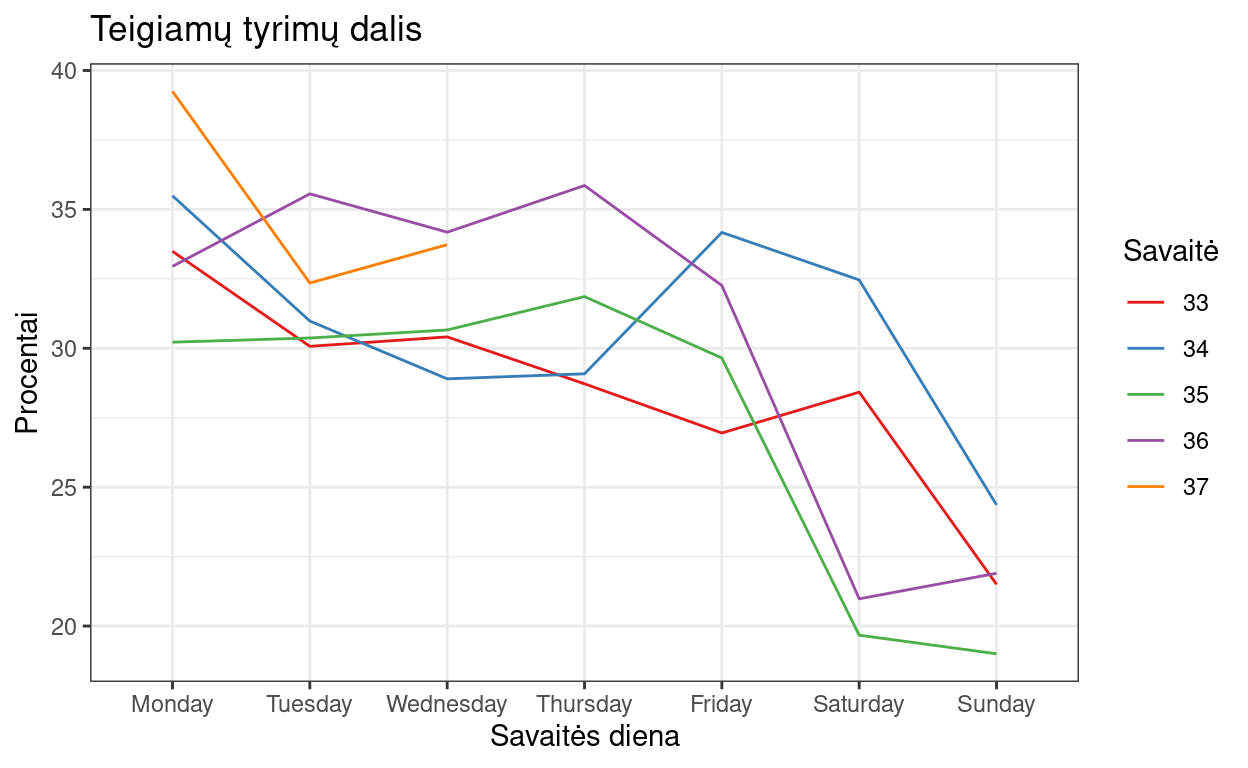 Teigiamų tyrimų dalis
Procentai
40
35
30
25
20
Monday Tuesday Wednesday Thursday Friday Saturday Sunday
Savaitės diena
Savaitė
33
34
35
36
37